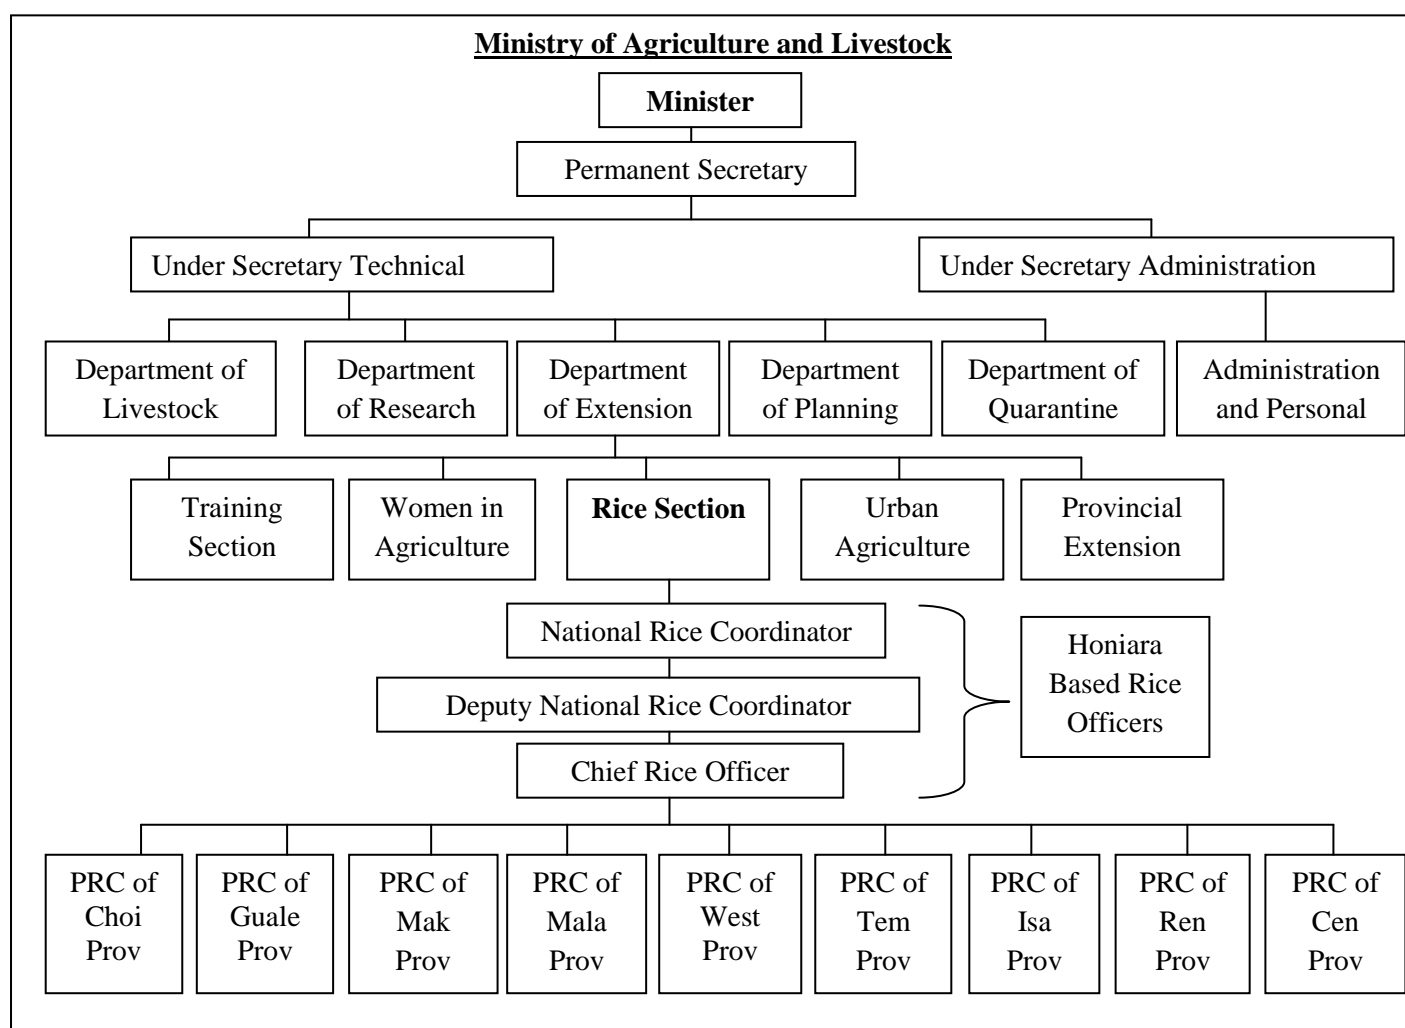 Ministry of Agriculture and Livestock
Minister
Permanent Secretary
Under Secretary Technical
Under Secretary Administration
Department of
Livestock
Department
of Research
Department
of Extension
Department
of Planning
Department of
Quarantine
Administration
and Personal
Training
Section
Women in
Agriculture
Rice Section
Urban
Agriculture
Provincial
Extension
National Rice Coordinator
Deputy National Rice Coordinator
Chief Rice Officer
Honiara
Based Rice
Officers
PRC of
Choi
Prov
PRC of
Guale
Prov
PRC of
Mak
Prov
PRC of
Mala
Prov
PRC of
West
Prov
PRC of
Tem
Prov
PRC of
Isa
Prov
PRC of
Ren
Prov
PRC of
Cen
Prov